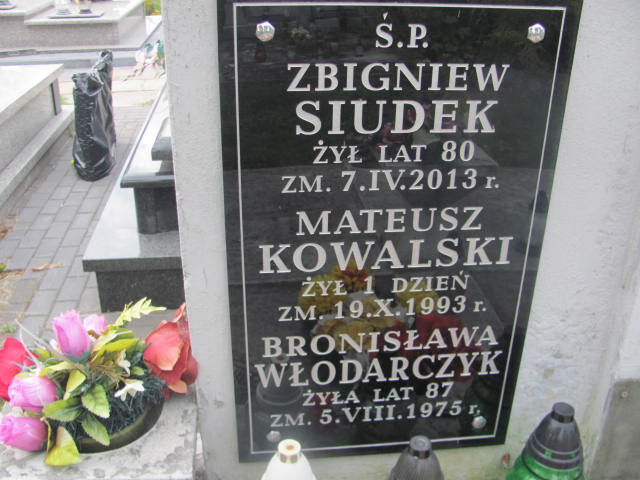 Ś.P.
ZBIGNIEW
SIUDEK
ŻYŁ LAT 80
ZM. 7.IV.2013 r.
MATEUSZ
KOWALSKI
ŻYŁ 1 DZIEŃ
ZM. 19.X.1993 r.
BRONISŁAWA
WŁODARCZYK
ŻYŁA LAT 87
ZM. 5.VIII.1975 r.